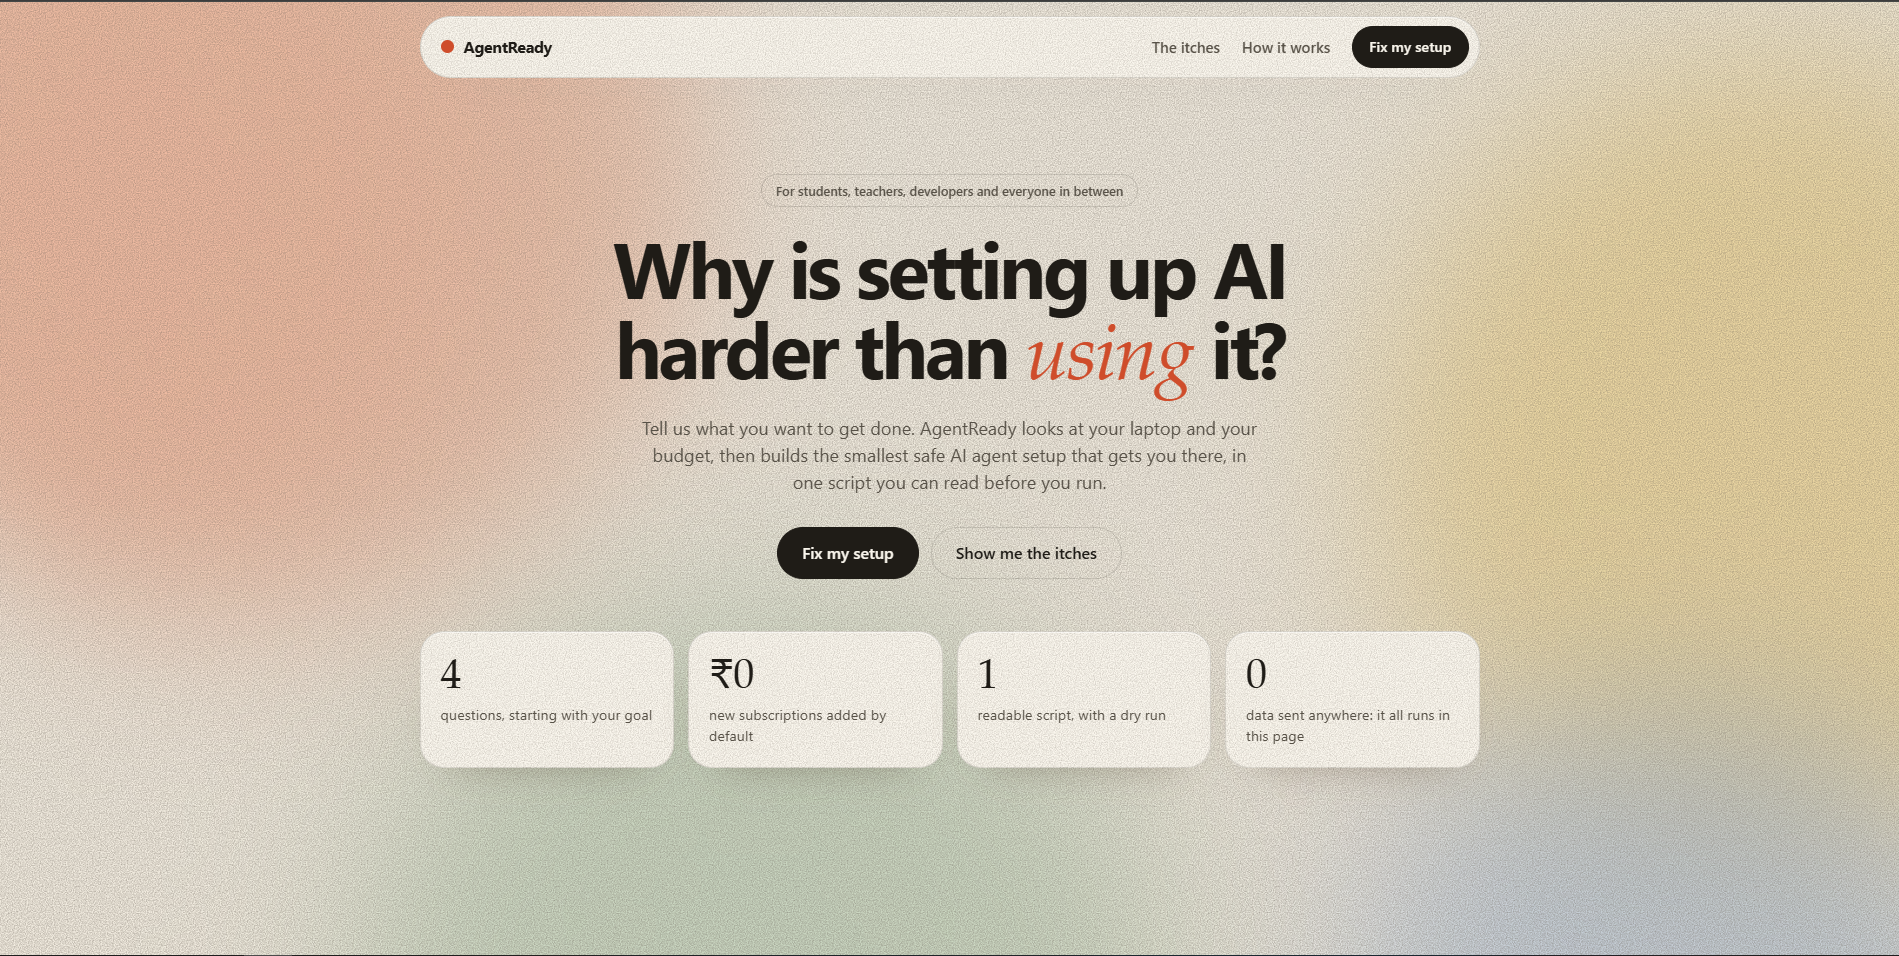 AgentReady
The itches
How it works
Fix my setup
For students, teachers, developers and everyone in between
Why is setting up AI
harder than using it?
Tell us what you want to get done. AgentReady looks at your laptop and your
budget, then builds the smallest safe AI agent setup that gets you there, in
one script you can read before you run.
Fix my setup
Show me the itches
4
questions, starting with your goal
₹0
new subscriptions added by
default
1
readable script, with a dry run
0
data sent anywhere: it all runs in
this page